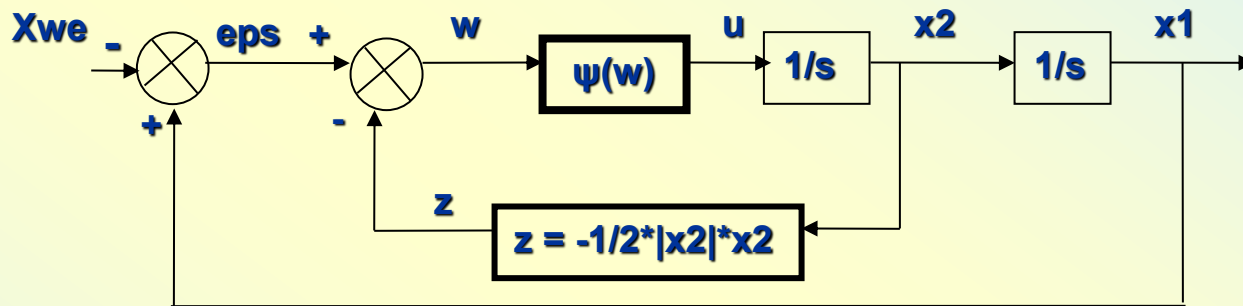 Xwe - eps + w ψ(w) u 1/s x2 1/s x1
+ -
z z = -1/2*|x2|*x2